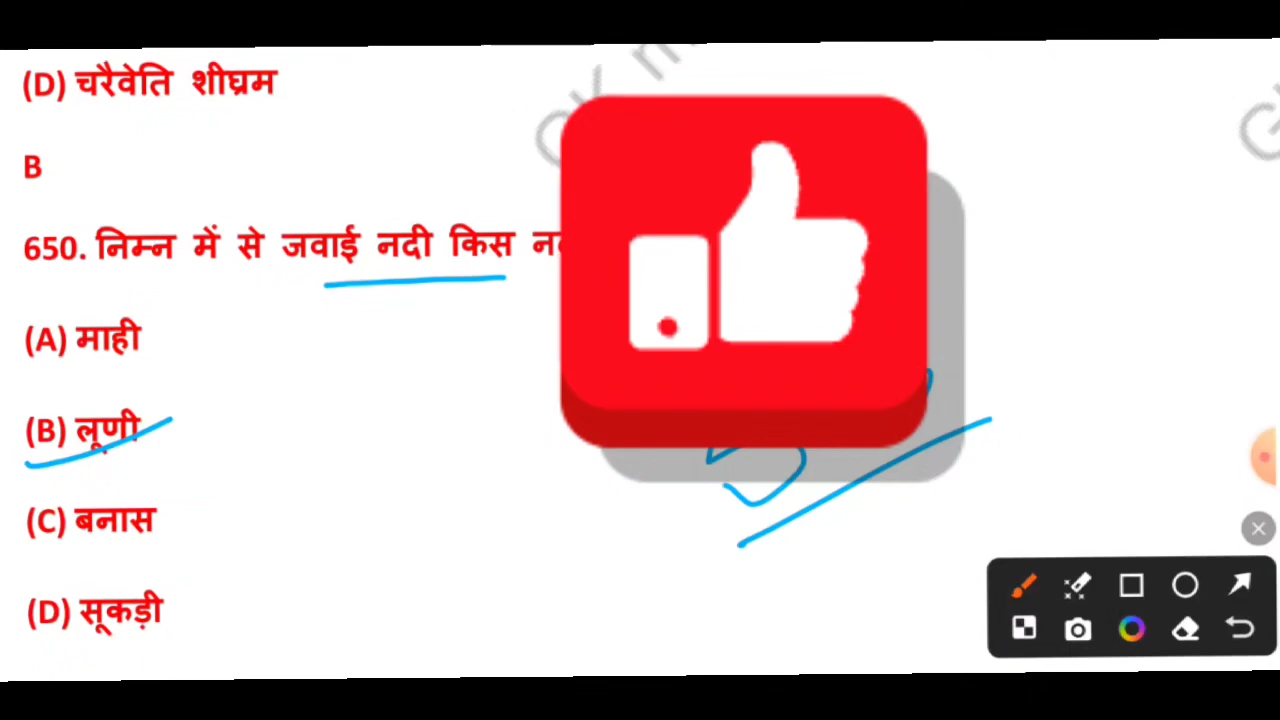 (D) चरैवेति शीघ्रम
B
650. निम्न में से जवाई नदी किस
(A) माही
(B) लूणी
(C) बनास
(D) सूकड़ी